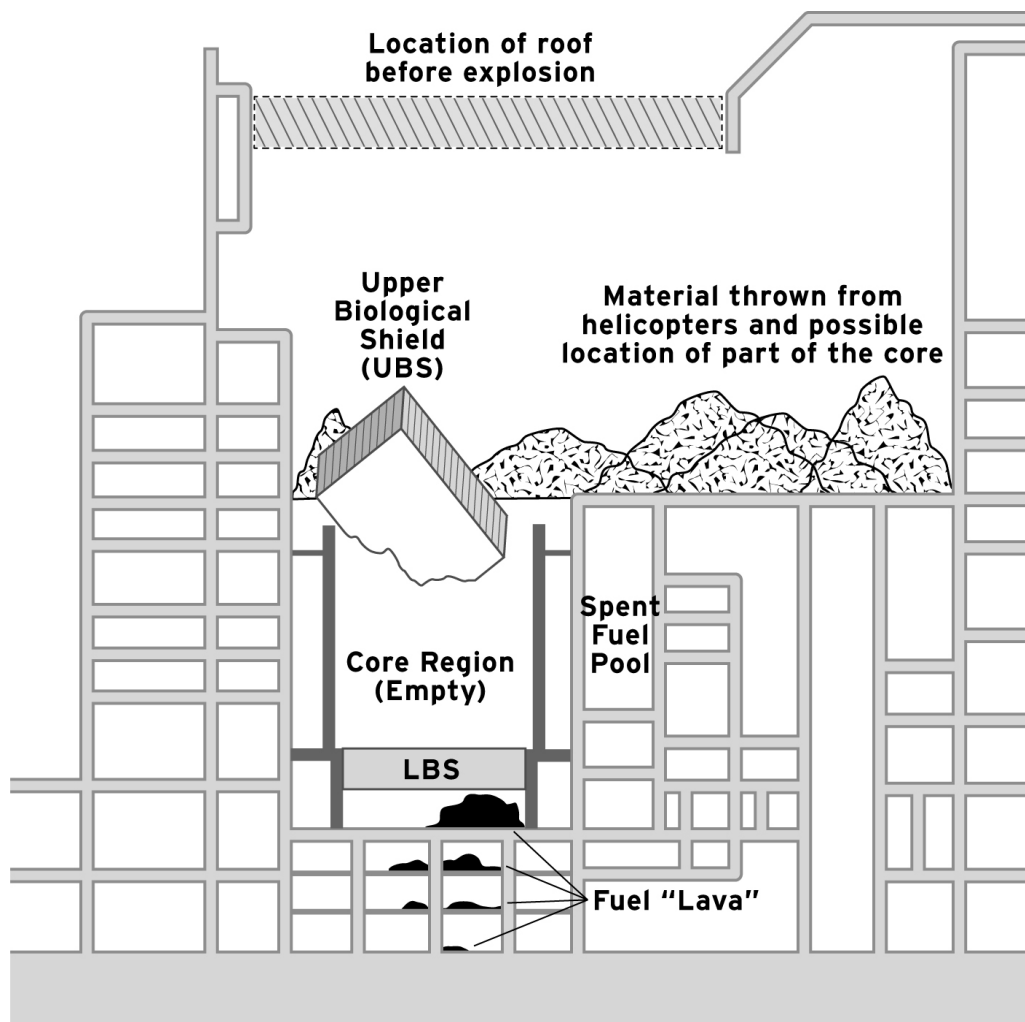 Location of roof
before explosion
Upper
Biological
Shield
(UBS)
Material thrown from
helicopters and possible
location of part of the core
Spent
Fuel
Pool
Core Region
(Empty)
LBS
Fuel “Lava”